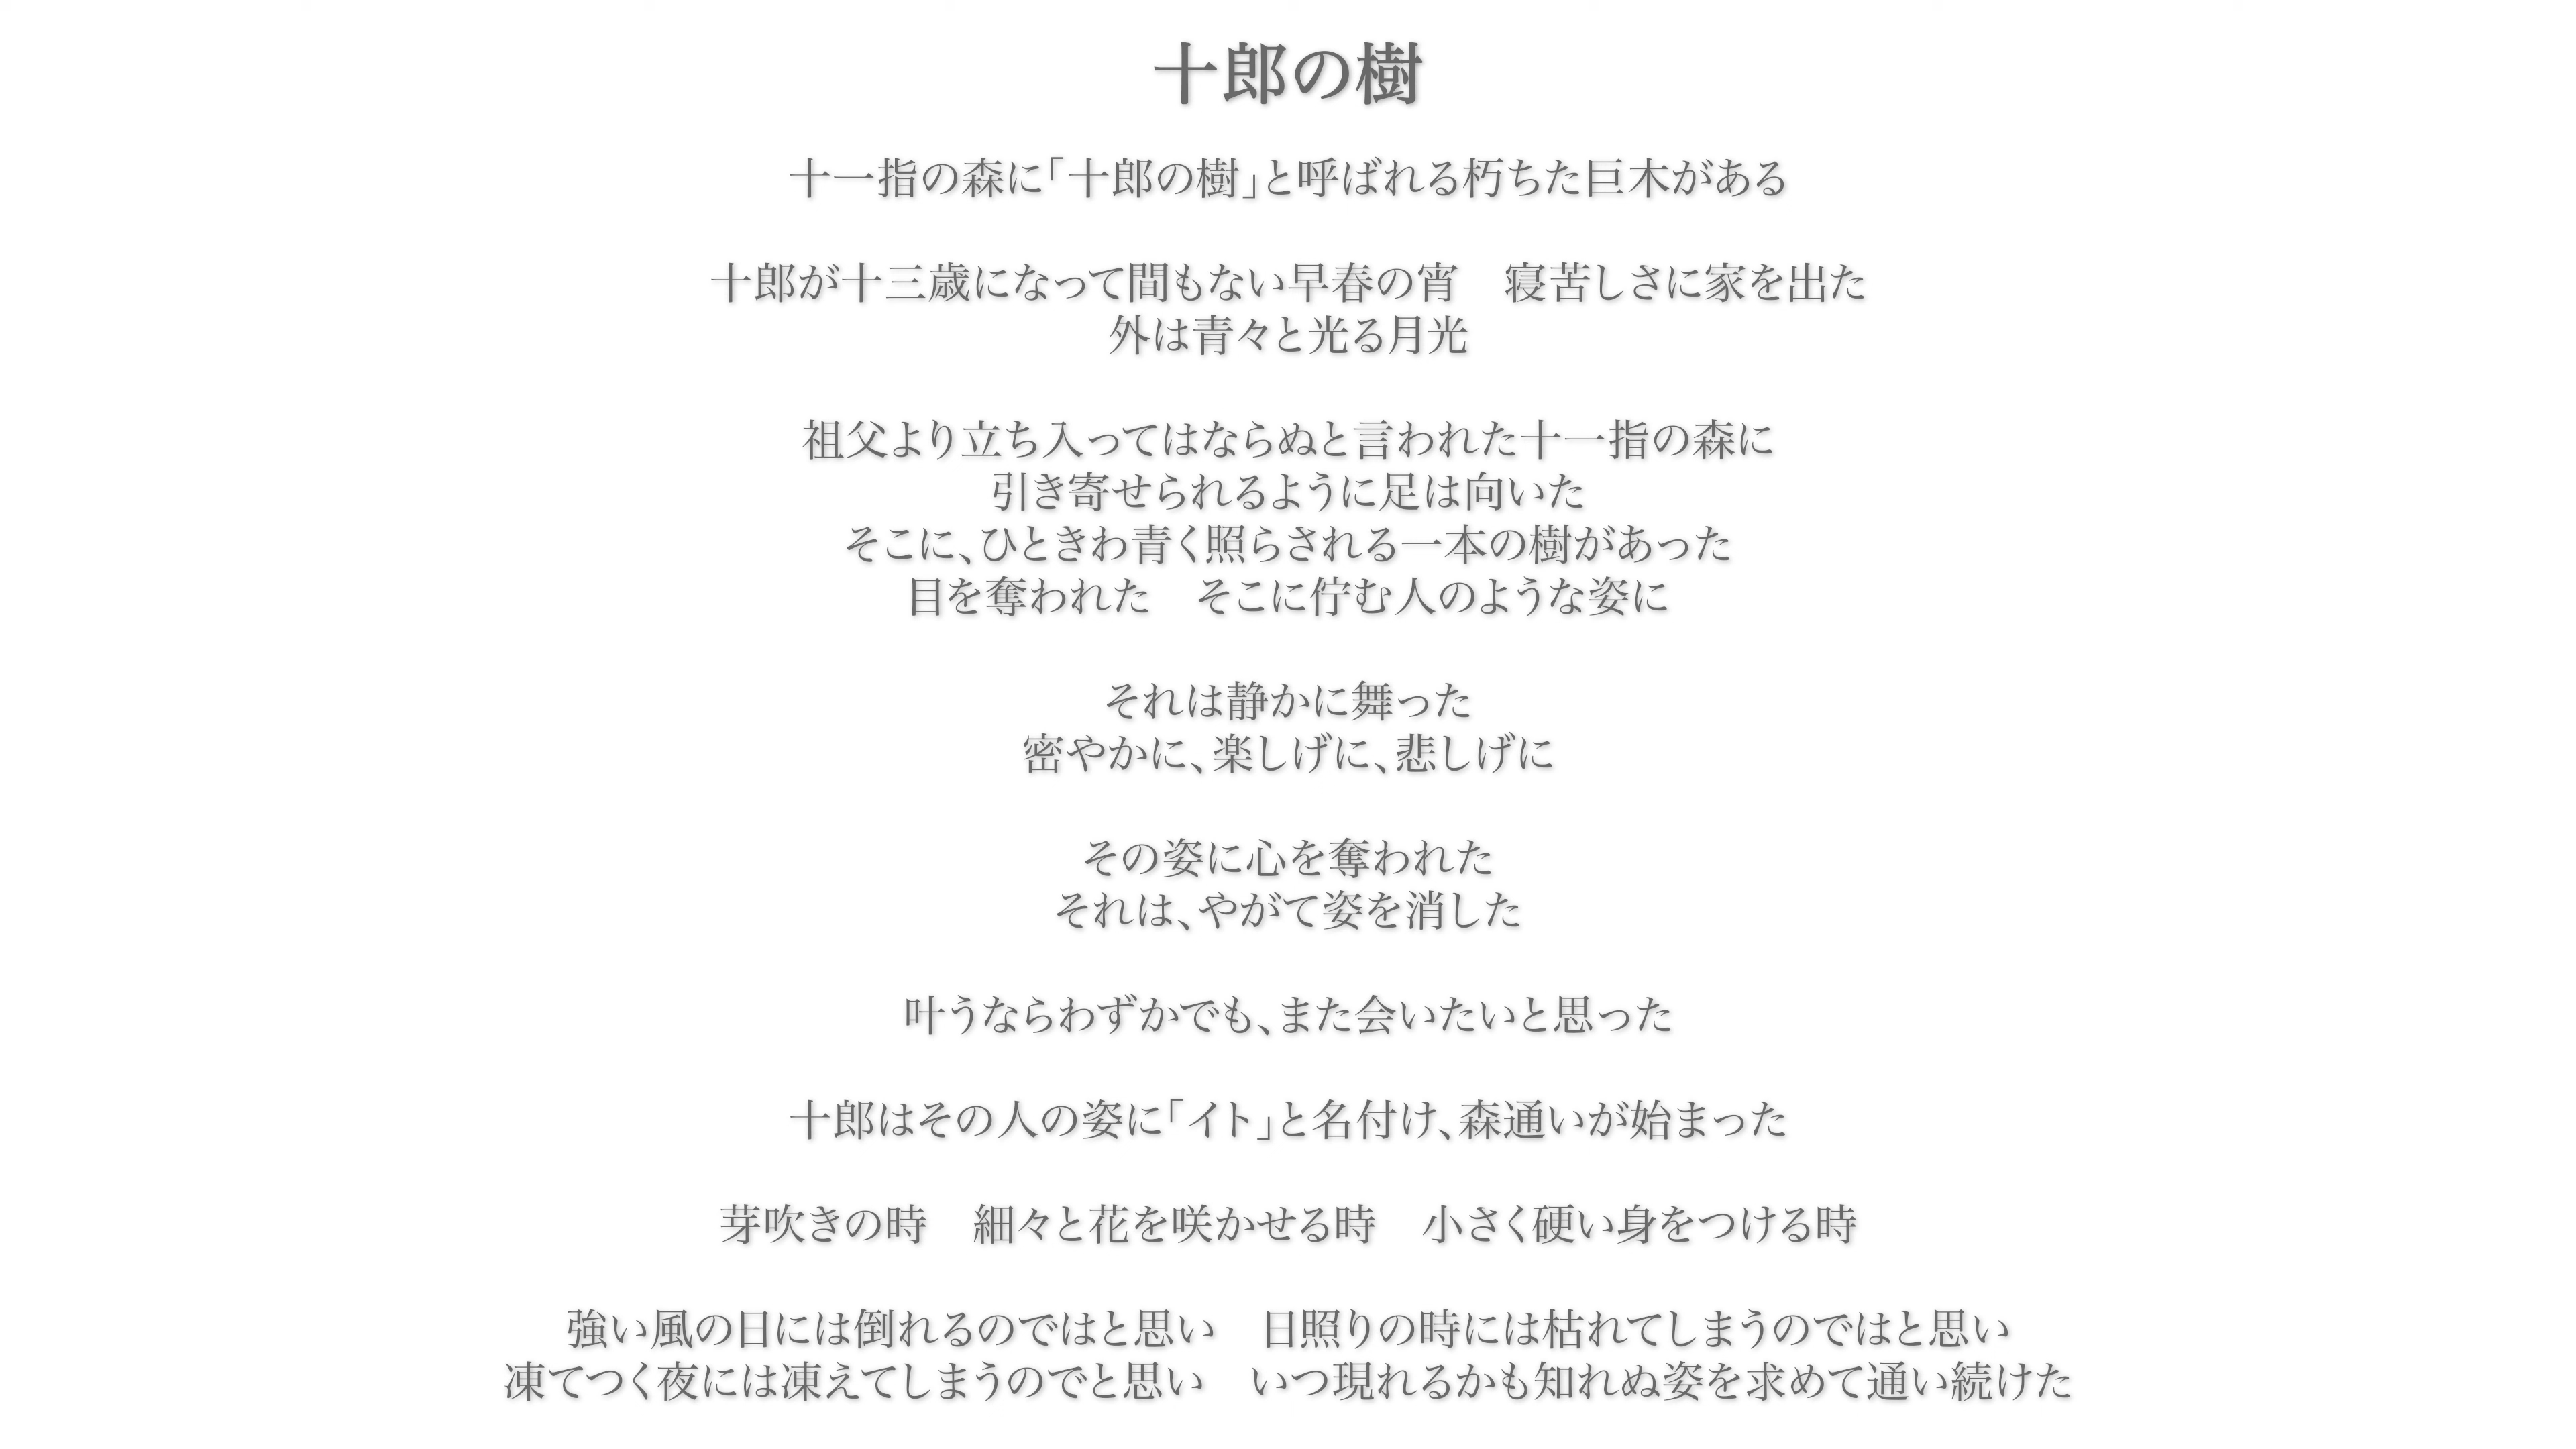 十郎の樹
十一指の森に「十郎の樹」と呼ばれる朽ちた巨木がある
十郎が十三歳になって間もない早春の宵　寝苦しさに家を出た
外は青々と光る月光
祖父より立ち入ってはならぬと言われた十一指の森に
引き寄せられるように足は向いた
そこに、ひときわ青く照らされる一本の樹があった
目を奪われた　そこに佇む人のような姿に
それは静かに舞った
密やかに、楽しげに、悲しげに
その姿に心を奪われた
それは、やがて姿を消した
叶うならわずかでも、また会いたいと思った
十郎はその人の姿に「イト」と名付け、森通いが始まった
芽吹きの時　細々と花を咲かせる時　小さく硬い身をつける時
強い風の日には倒れるのではと思い　日照りの時には枯れてしまうのではと思い
凍てつく夜には凍えてしまうのでと思い　いつ現れるかも知れぬ姿を求めて通い続けた